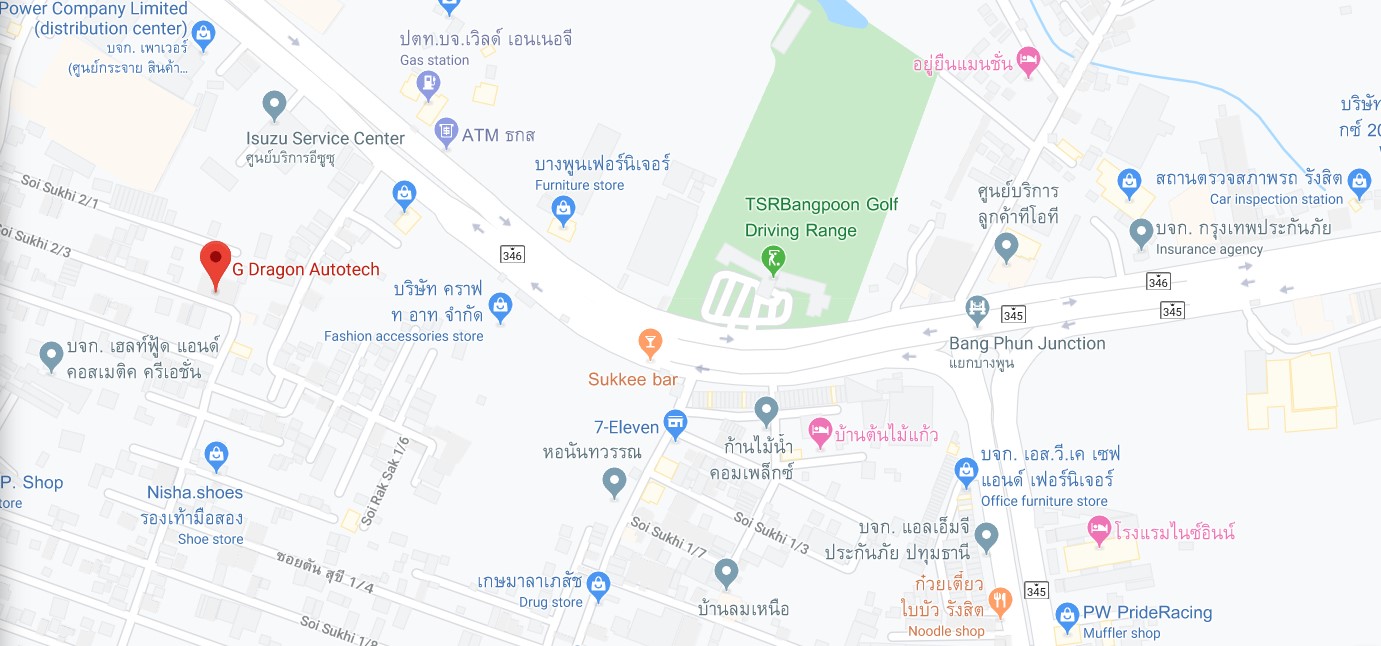 Power Company Limited
(distribution center)
บจก. เพาเวอร์
(ศูนย์กระจาย สินค้า...
ปตท.บจ.เวิลด์ เอนเนอจี
Gas station
อยู่ยืนแมนชั่น
Isuzu Service Center
ศูนย์บริการอีซูซุ
ATM ธกส
บริษัท
กซ์ 20
บางพูนเฟอร์นิเจอร์
Furniture store
Soi Sukhi 2/1
ศูนย์บริการ
ลูกค้าทีโอที
สถานตรวจสภาพรถ รังสิต
Car inspection station
TSRBangpoon Golf
Driving Range
บจก. กรุงเทพประกันภัย
Insurance agency
Soi Sukhi 2/3
346
G Dragon Autotech
346
345
345
บริษัท คราฟ
ท อาท จำกัด
Fashion accessories store
Bang Phun Junction
แยกบางพูน
บจก. เฮลท์ฟู้ด แอนด์
คอสเมติค ครีเอชั่น
Sukkee bar
7-Eleven
หอนันทวรรณ
ก้านไม้น้ำ
คอมเพล็กซ์
บ้านต้นไม้แก้ว
Soi Rak Sak 1/6
บจก. เอส.วี.เค เซฟ
แอนด์ เฟอร์นิเจอร์
Office furniture store
P. Shop
tore
Nisha.shoes
รองเท้ามือสอง
Shoe store
Soi Sukhi 1/7
Soi Sukhi 1/3
บจก. แอลเอ็มจี
ประกันภัย ปทุมธานี
โรงแรมไนซ์อินน์
ซอยตัน สุขี 1/4
เกษมาลาเภสัช
Drug store
บ้านลมเหนือ
ก๋วยเตี๋ยว
ใบบัว รังสิต
Noodle shop
345
PW PrideRacing
Muffler shop
Soi Sukhi 1/8